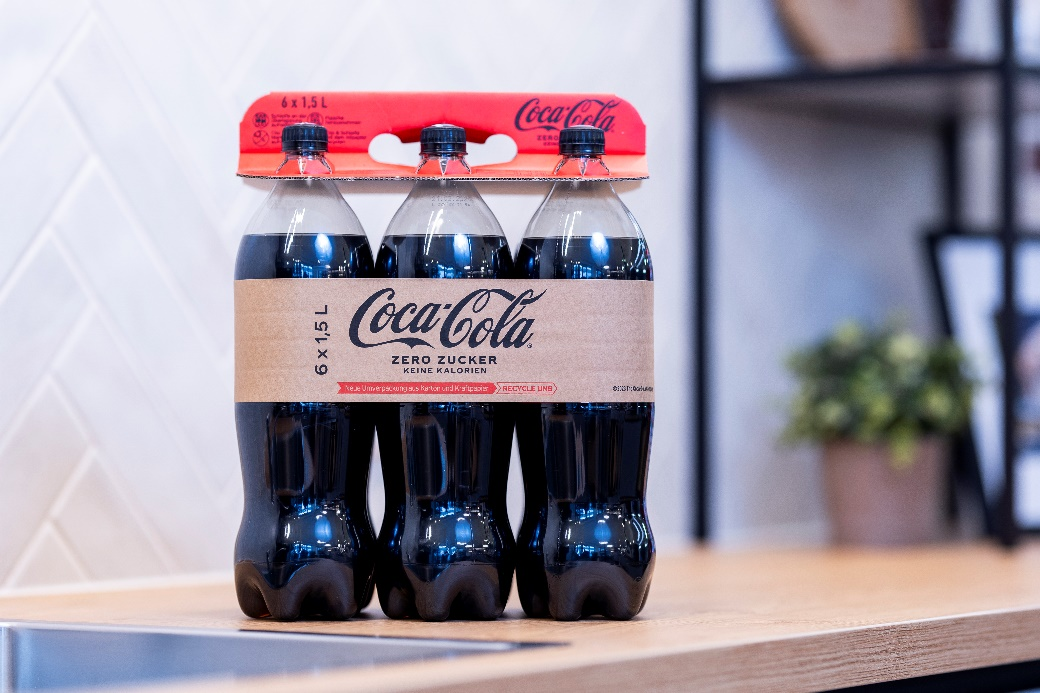 6 x 1,5 L
Coca-Cola
ZERO
6 x 1,5 L
Coca-Cola
ZERO ZUCKER
KEINE KALORIEN
Neue Umverpackung aus Karton und Kraftpapier RECYCLE UNS